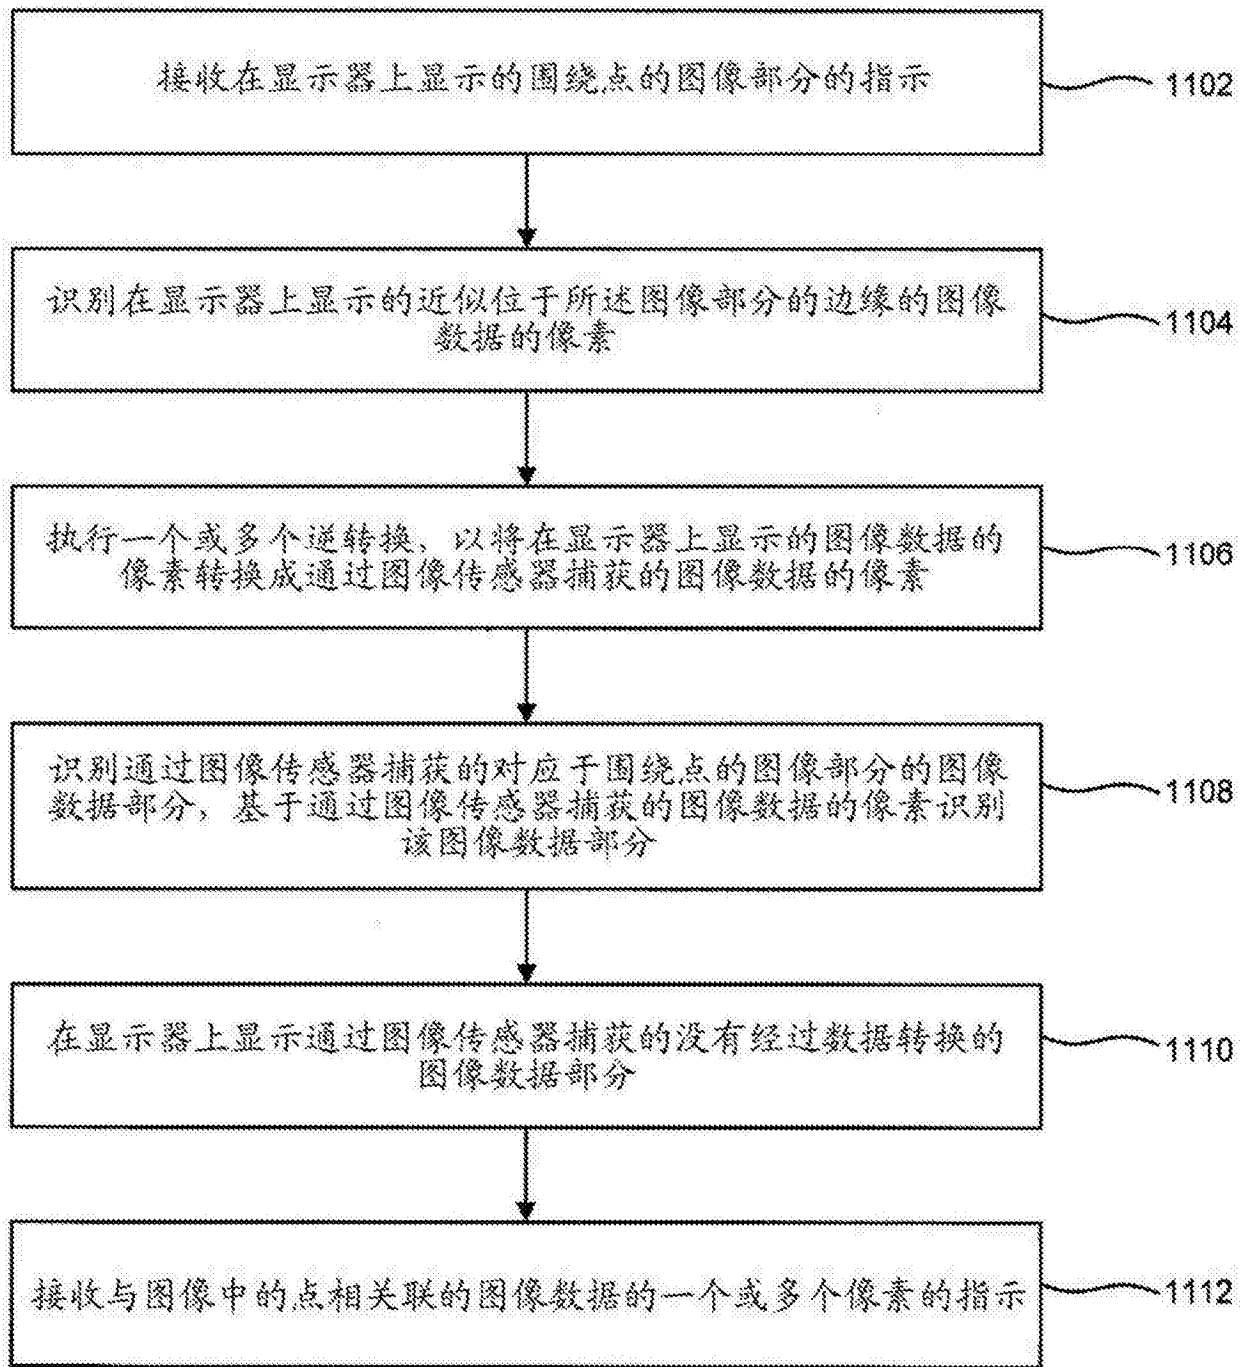 接收在显示器上显示的围绕点的图像部分的指示
1102
识别在显示器上显示的近似位于所述图像部分的边缘的图像
数据的像素
1104
执行一个或多个逆转换，以将在显示器上显示的图像数据的
像素转换成通过图像传感器捕获的图像数据的像素
1106
识别通过图像传感器捕获的对应于围绕点的图像部分的图像
数据部分，基于通过图像传感器捕获的图像数据的像素识别
该图像数据部分
1108
在显示器上显示通过图像传感器捕获的没有经过数据转换的
图像数据部分
1110
接收与图像中的点相关联的图像数据的一个或多个像素的指示
1112